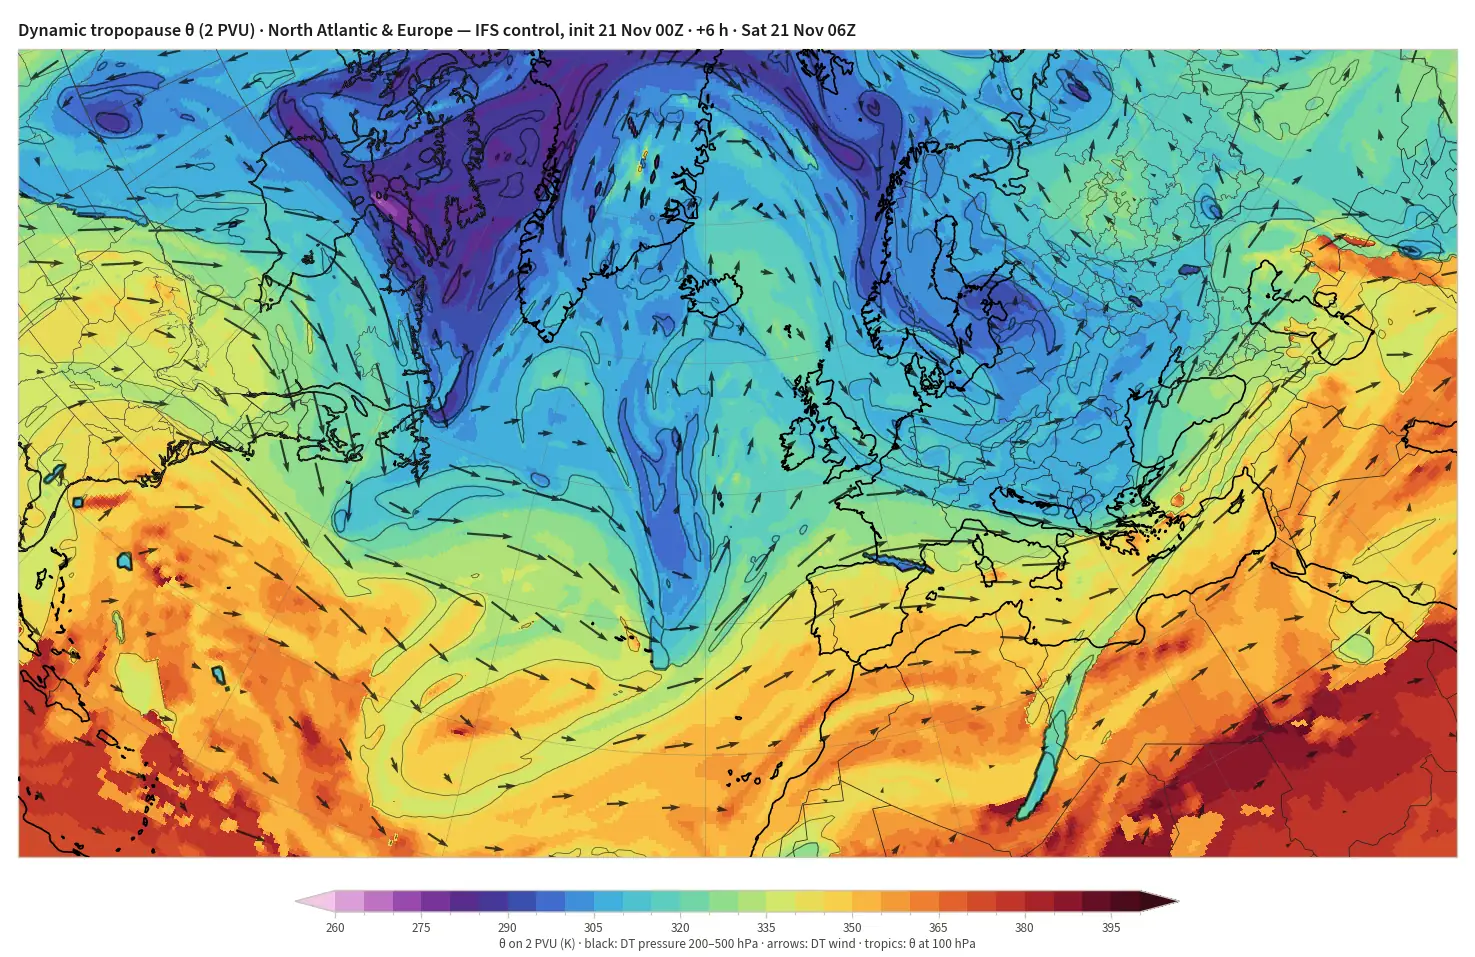 Dynamic tropopause θ (2 PVU) · North Atlantic & Europe — IFS control, init 21 Nov 00Z · +6 h · Sat 21 Nov 06Z
260 275 290 305 320 335 350 365 380 395
θ on 2 PVU (K) · black: DT pressure 200–500 hPa · arrows: DT wind · tropics: θ at 100 hPa